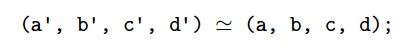 (a', b', c', d') ≃ (a, b, c, d);